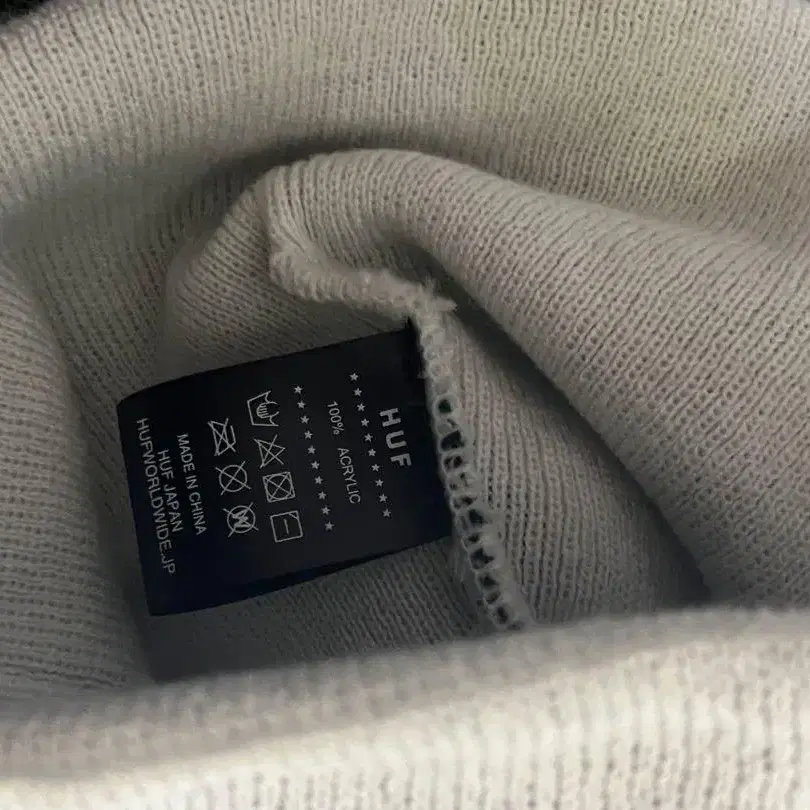 HUF
100% ACRYLIC
MADE IN CHINA
HUF JAPAN
HUFWORLDWIDE.JP